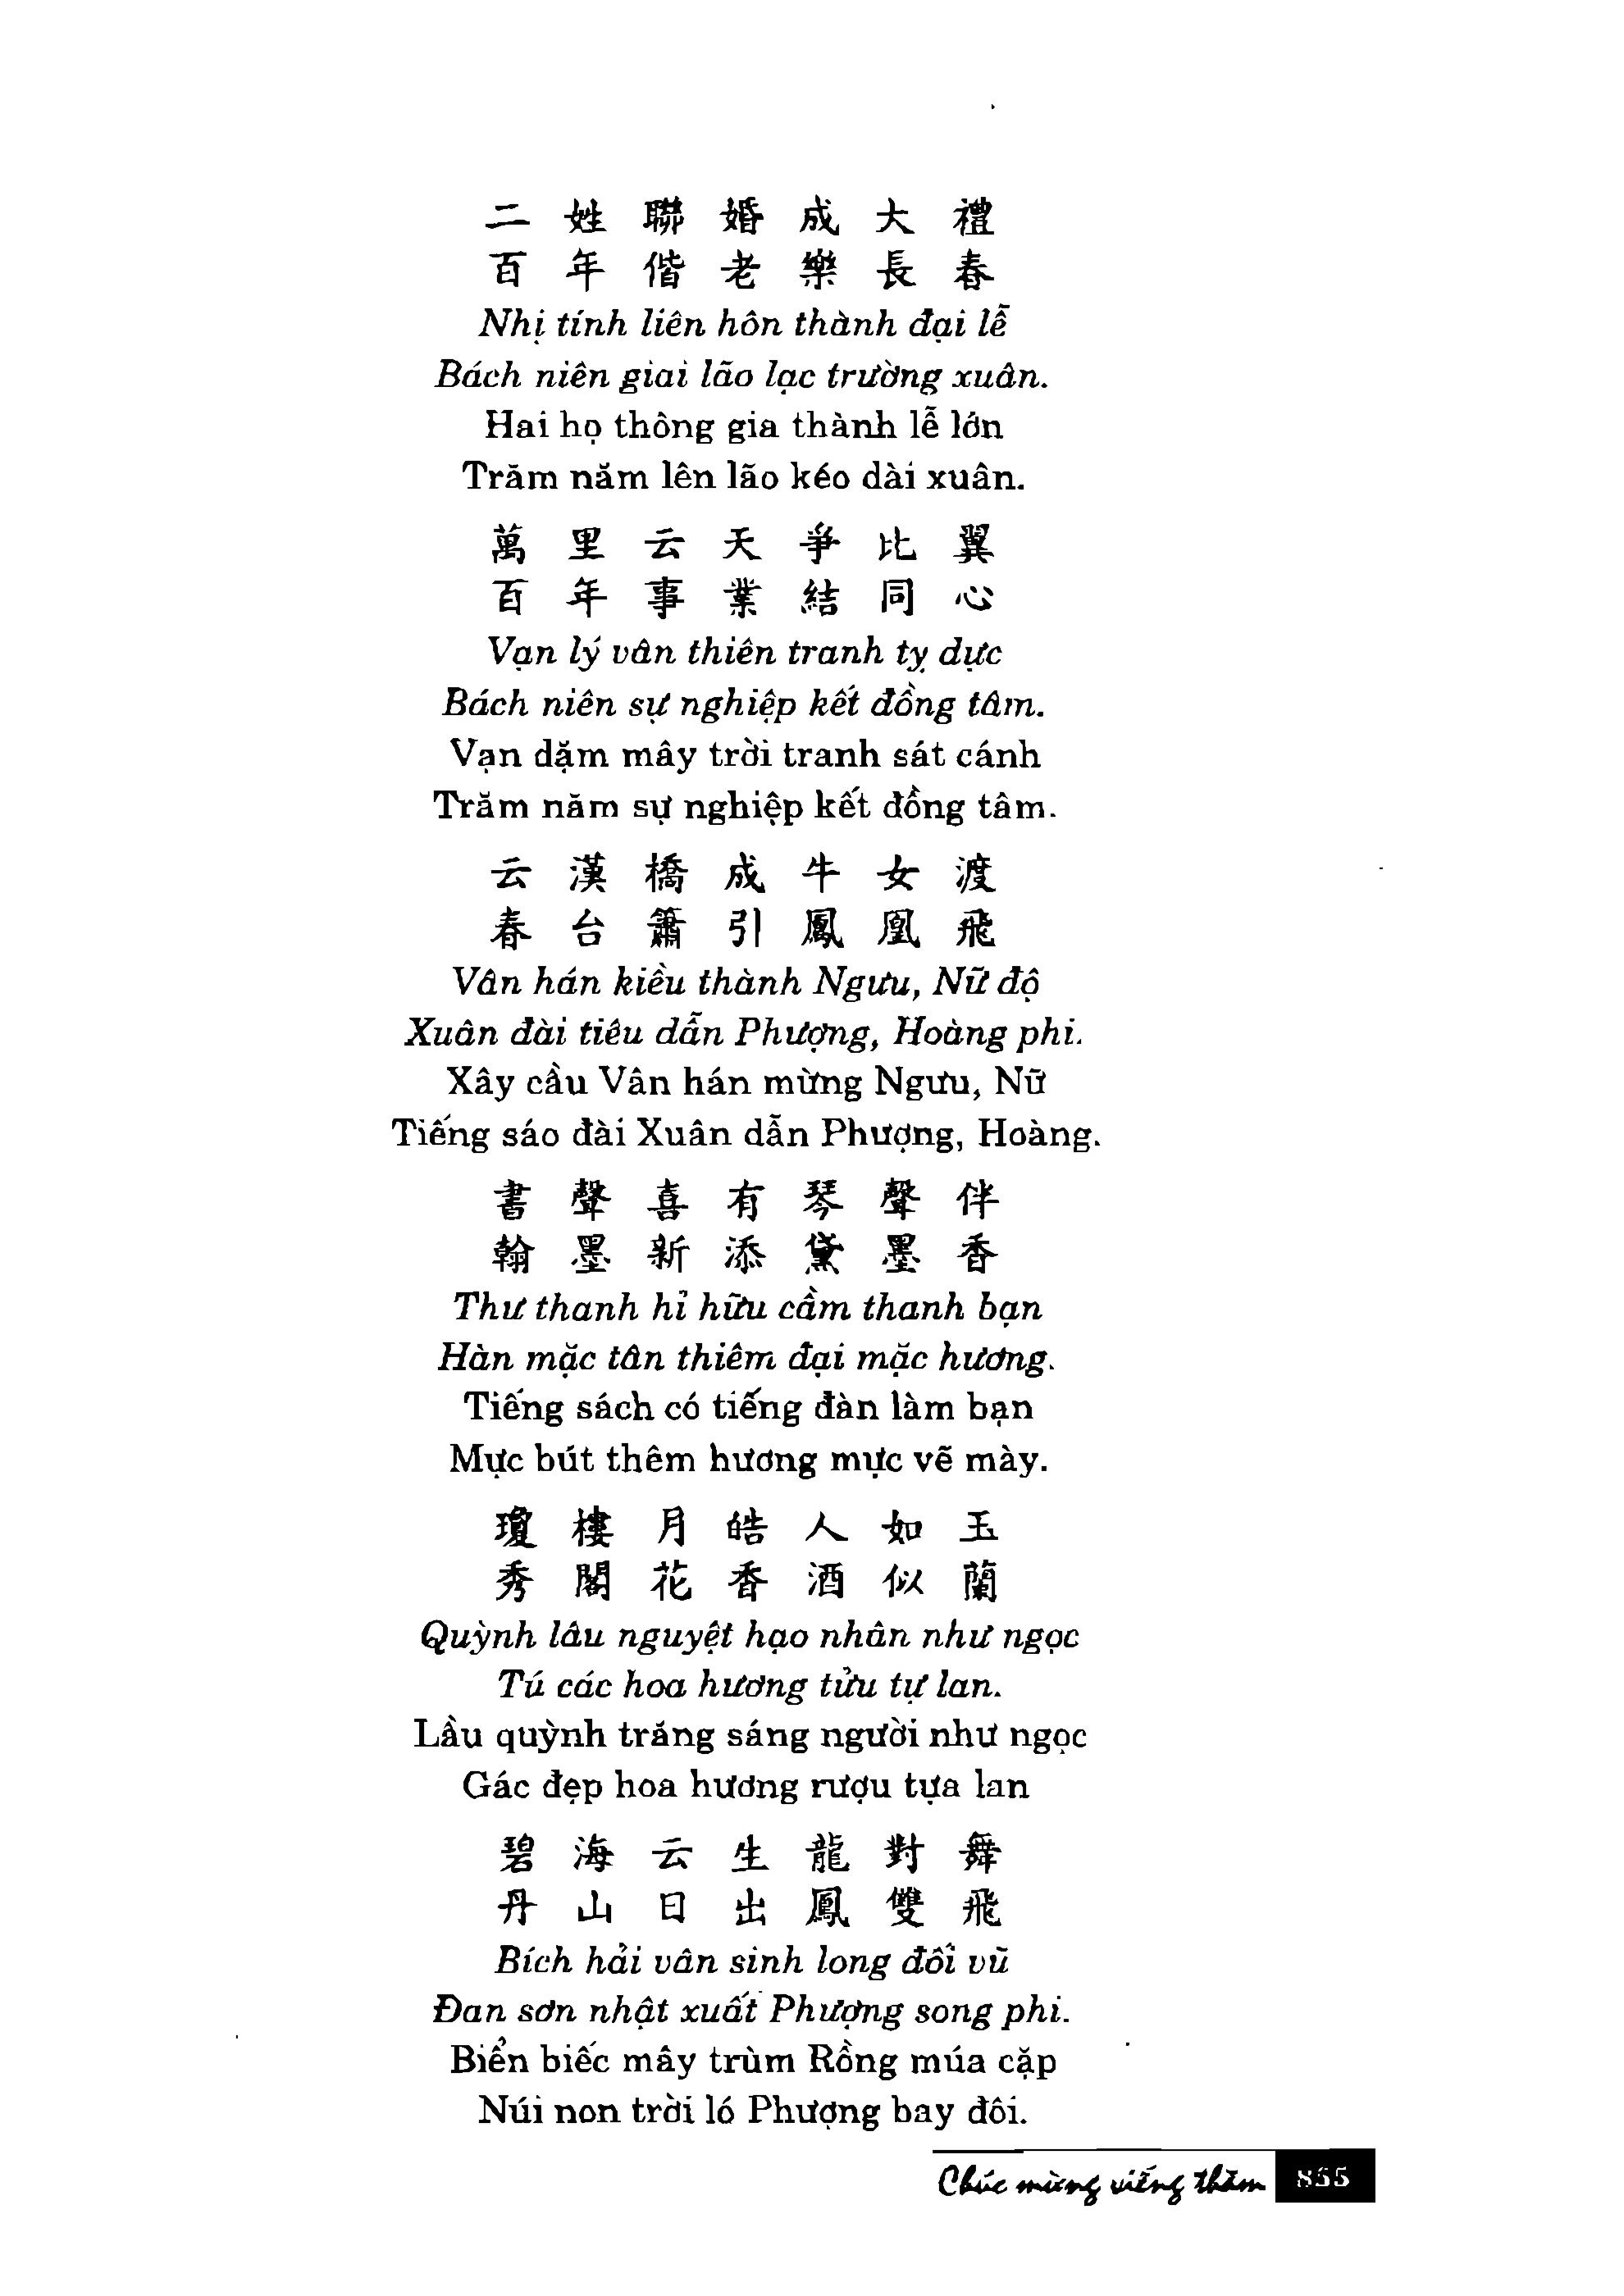 二姓聯婚成大禮
百年偕老樂長春
Nhị tính liên hôn thành đại lễ
Bách niên giai lão lạc trường xuân.
Hai họ thông gia thành lễ lớn
Trăm năm lên lão kéo dài xuân.
萬里云天爭比翼
百年事業結同心
Vạn lý vân thiên tranh tỵ dực
Bách niên sự nghiệp kết đồng tâm.
Vạn dặm mây trời tranh sát cánh
Trăm năm sự nghiệp kết đồng tâm.
云漢橋成牛女渡
春台簫引鳳凰飛
Vân hán kiều thành Ngưu, Nữ độ
Xuân đài tiêu dẫn Phượng, Hoàng phi.
Xây cầu Vân hán mừng Ngưu, Nữ
Tiếng sáo đài Xuân dẫn Phượng, Hoàng.
書聲喜有琴聲伴
翰墨新添黛墨香
Thư thanh hỉ hữu cầm thanh bạn
Hàn mặc tân thiêm đại mặc hương.
Tiếng sách có tiếng đàn làm bạn
Mực bút thêm hương mực vẽ mày.
瓊樓月皓人如玉
秀閣花香酒似蘭
Quỳnh lâu nguyệt hạo nhân như ngọc
Tú các hoa hương tửu tự lan.
Lầu quỳnh trăng sáng người như ngọc
Gác đẹp hoa hương rượu tựa lan
碧海云生龍對舞
丹山日出鳳雙飛
Bích hải vân sinh long đối vũ
Đan sơn nhật xuất Phượng song phi.
Biển biếc mây trùm Rồng múa cặp
Núi non trời ló Phượng bay đôi.
Chúc mừng viếng thăm 855